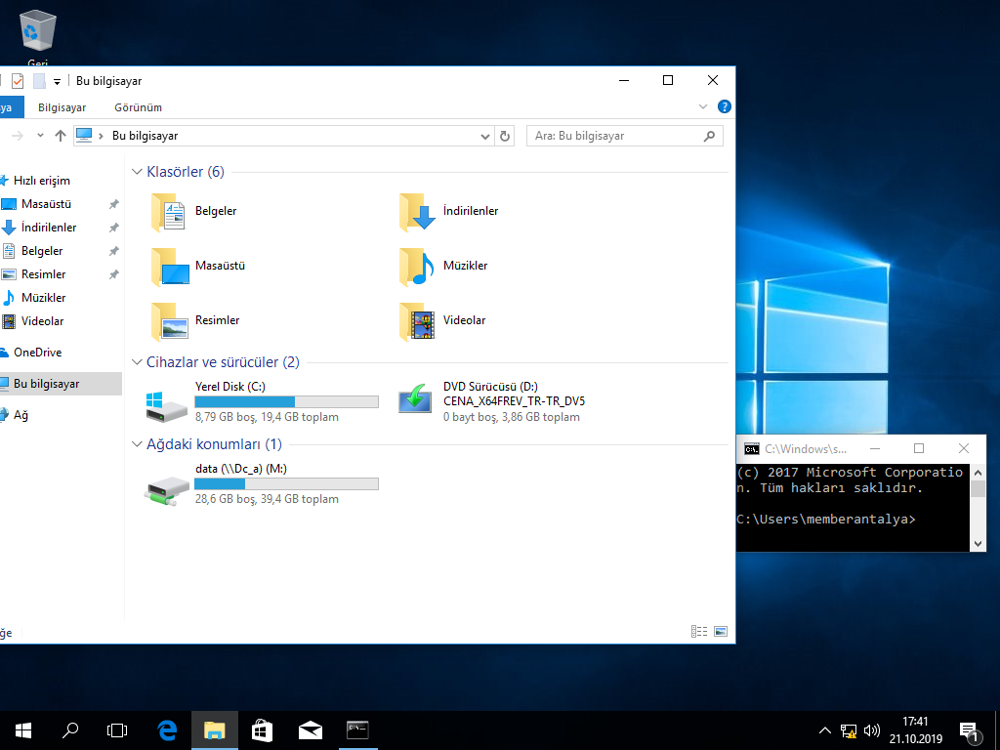 Geri
Bu bilgisayar
ya
Bilgisayar
Görünüm
Bu bilgisayar
Ara: Bu bilgisayar
Hızlı erişim
Masaüstü
İndirilenler
Belgeler
Resimler
Müzikler
Videolar
OneDrive
Bu bilgisayar
Ağ
Klasörler (6)
Belgeler
İndirilenler
Masaüstü
Müzikler
Resimler
Videolar
Cihazlar ve sürücüler (2)
Yerel Disk (C:)
8,79 GB boş, 19,4 GB toplam
DVD Sürücüsü (D:)
CENA_X64FREV_TR-TR_DV5
0 bayt boş, 3,86 GB toplam
Ağdaki konumları (1)
data (\\Dc_a) (M:)
28,6 GB boş, 39,4 GB toplam
ğe
C:\Windows\s...
(c) 2017 Microsoft Corporatio
n. Tüm hakları saklıdır.
C:\Users\memberantalya>
17:41
21.10.2019
1